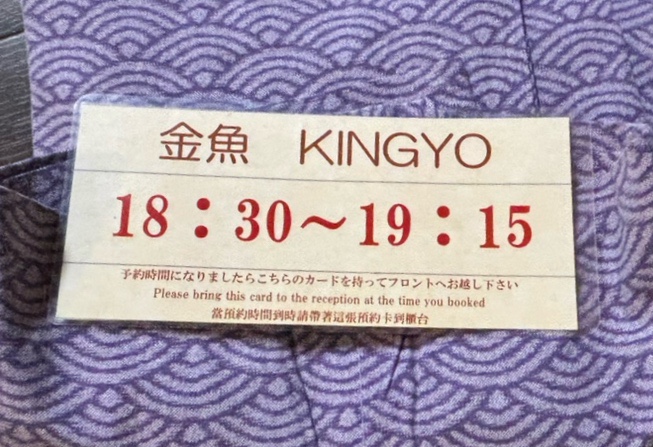 金魚　KINGYO
18：30～19：15
予約時間になりましたらこちらのカードを持ってフロントへお越し下さい
Please bring this card to the reception at the time you booked
當預約時間到時請帶著這張預約卡到櫃台